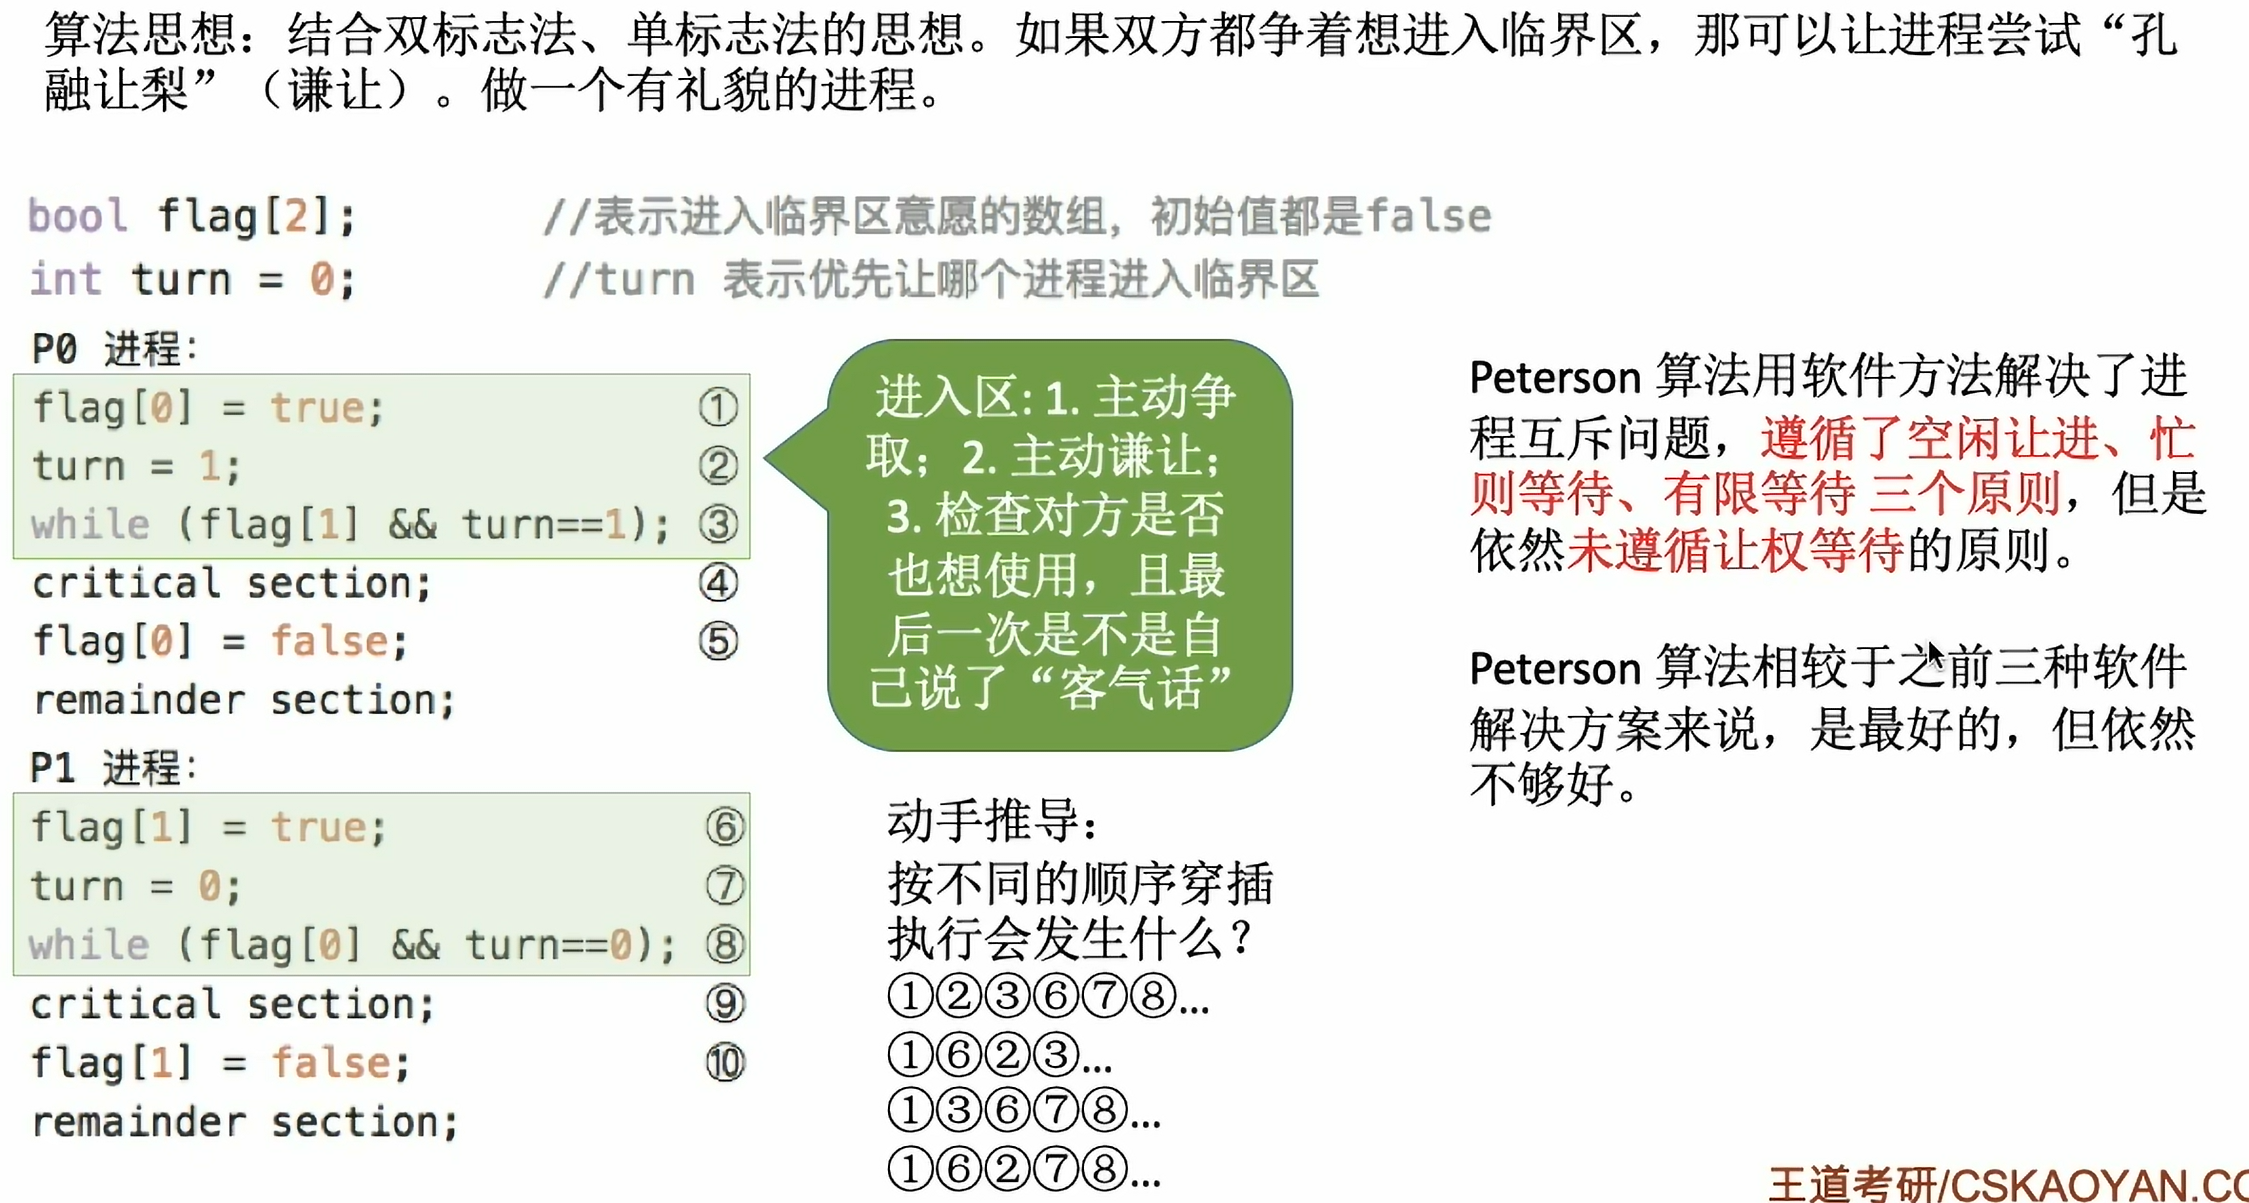 算法思想：结合双标志法、单标志法的思想。如果双方都争着想进入临界区，那可以让进程尝试“孔
融让梨”（谦让）。做一个有礼貌的进程。
bool flag[2];	//表示进入临界区意愿的数组，初始值都是false
int turn = 0;	//turn 表示优先让哪个进程进入临界区
P0 进程：
flag[0] = true;	①
turn = 1;	②
while (flag[1] && turn==1);	③
critical section;	④
flag[0] = false;	⑤
remainder section;
P1 进程：
flag[1] = true;	⑥
turn = 0;	⑦
while (flag[0] && turn==0);	⑧
critical section;	⑨
flag[1] = false;	⑩
remainder section;
进入区：1. 主动争
取；2. 主动谦让；
3. 检查对方是否
也想使用，且最
后一次是不是自
己说了“客气话”
动手推导：
按不同的顺序穿插
执行会发生什么？
①②③⑥⑦⑧...
①⑥②③...
①③⑥⑦⑧...
①⑥②⑦⑧...
Peterson 算法用软件方法解决了进
程互斥问题，遵循了空闲让进、忙
则等待、有限等待 三个原则，但是
依然未遵循让权等待的原则。
Peterson 算法相较于之前三种软件
解决方案来说，是最好的，但依然
不够好。
王道考研/CSKAOYAN.CO